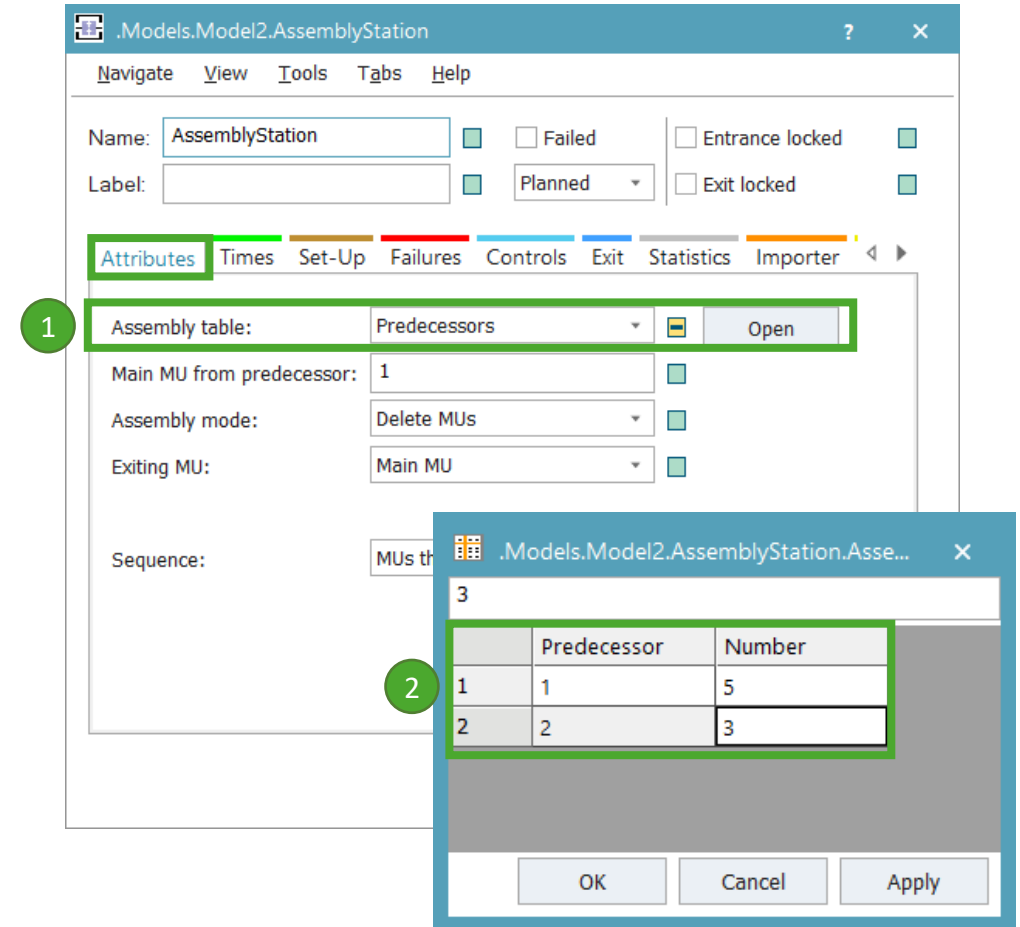 .Models.Model2.AssemblyStation ? ×
Navigate View Tools Tabs Help
Name: AssemblyStation Failed Entrance locked
Label: Planned Exit locked
Attributes Times Set-Up Failures Controls Exit Statistics Importer
1 Assembly table: Predecessors Open
Main MU from predecessor: 1
Assembly mode: Delete MUs
Exiting MU: Main MU
Sequence: MUs th
.Models.Model2.AssemblyStation.Asse... ×
3
Predecessor Number
2 1 1 5
2 2 3
OK Cancel Apply